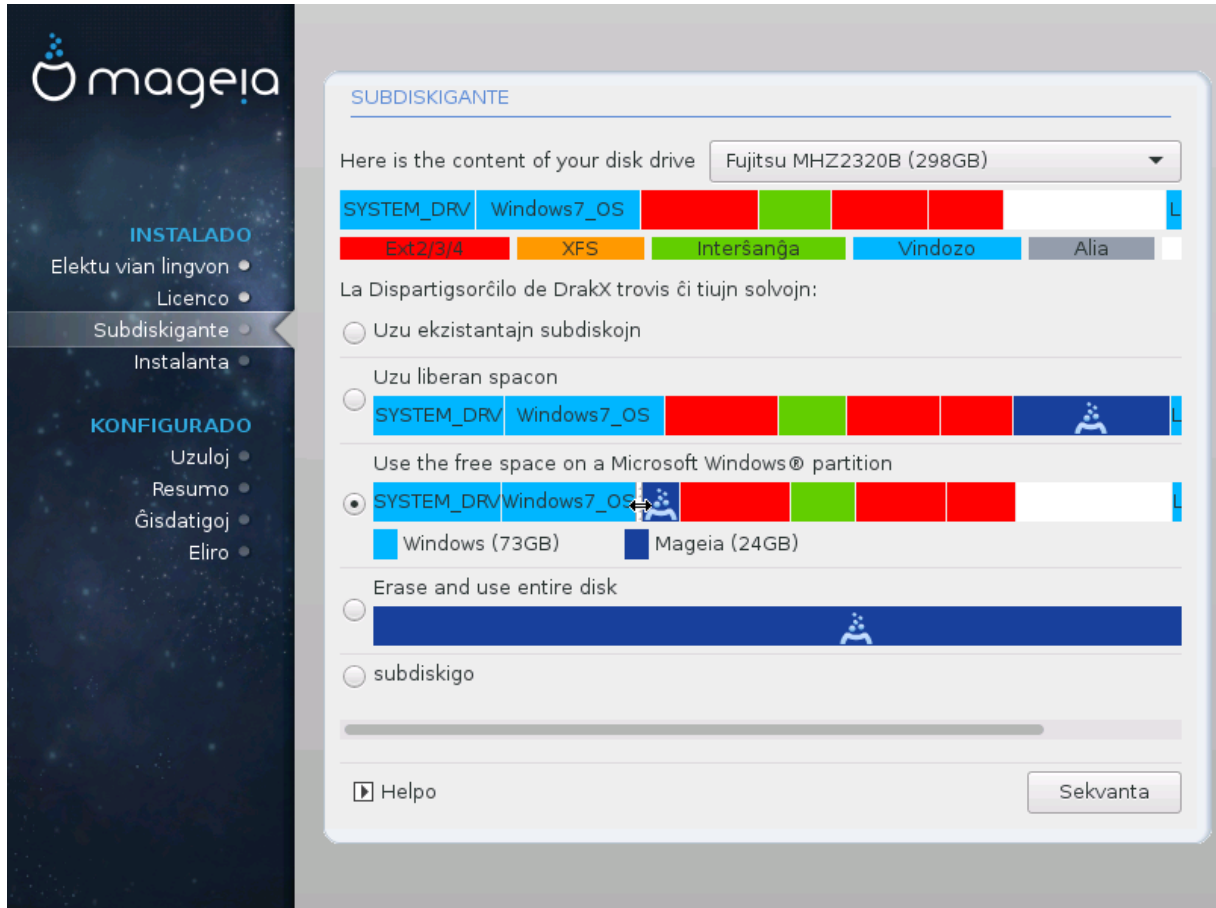 mageia
INSTALADO
Elektu vian lingvon
Licenco
Subdiskigante
Instalanta
KONFIGURADO
Uzuloj
Resumo
Ĝisdatigoj
Eliro
SUBDISKIGANTE
Here is the content of your disk drive Fujitsu MHZ2320B (298GB)
SYSTEM_DRV Windows7_OS L
Ext2/3/4 XFS Interŝanĝa Vindozo Alia
La Dispartigsorĉilo de DrakX trovis ĉi tiujn solvojn:
Uzu ekzistantajn subdiskojn
Uzu liberan spacon
SYSTEM_DRV Windows7_OS L
Use the free space on a Microsoft Windows® partition
SYSTEM_DRV Windows7_OS L
Windows (73GB) Mageia (24GB)
Erase and use entire disk
subdiskigo
Helpo Sekvanta